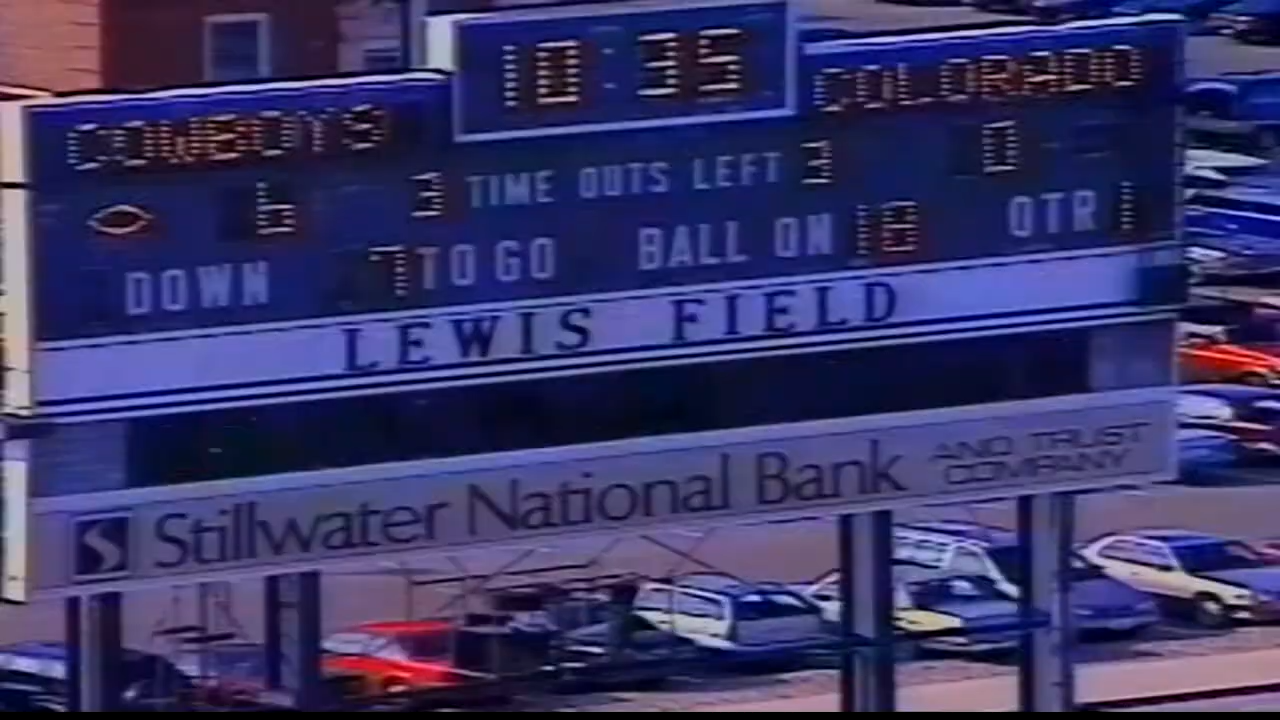 10:35
COWBOYS COLORADO
6 3 TIME OUTS LEFT 3 0
DOWN 7 TO GO BALL ON 18 QTR 1
LEWIS FIELD
Stillwater National Bank AND TRUST COMPANY